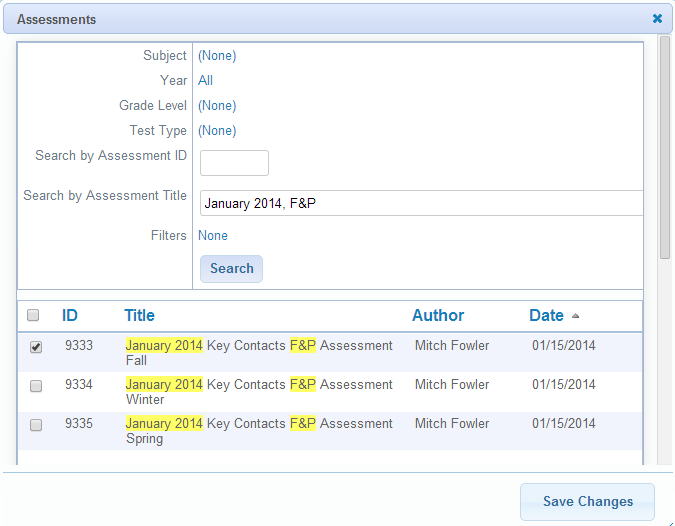 Assessments
Subject (None)
Year All
Grade Level (None)
Test Type (None)
Search by Assessment ID
Search by Assessment Title January 2014, F&P
Filters None
Search
ID Title Author Date
9333 January 2014 Key Contacts F&P Assessment Mitch Fowler 01/15/2014
Fall
9334 January 2014 Key Contacts F&P Assessment Mitch Fowler 01/15/2014
Winter
9335 January 2014 Key Contacts F&P Assessment Mitch Fowler 01/15/2014
Spring
Save Changes